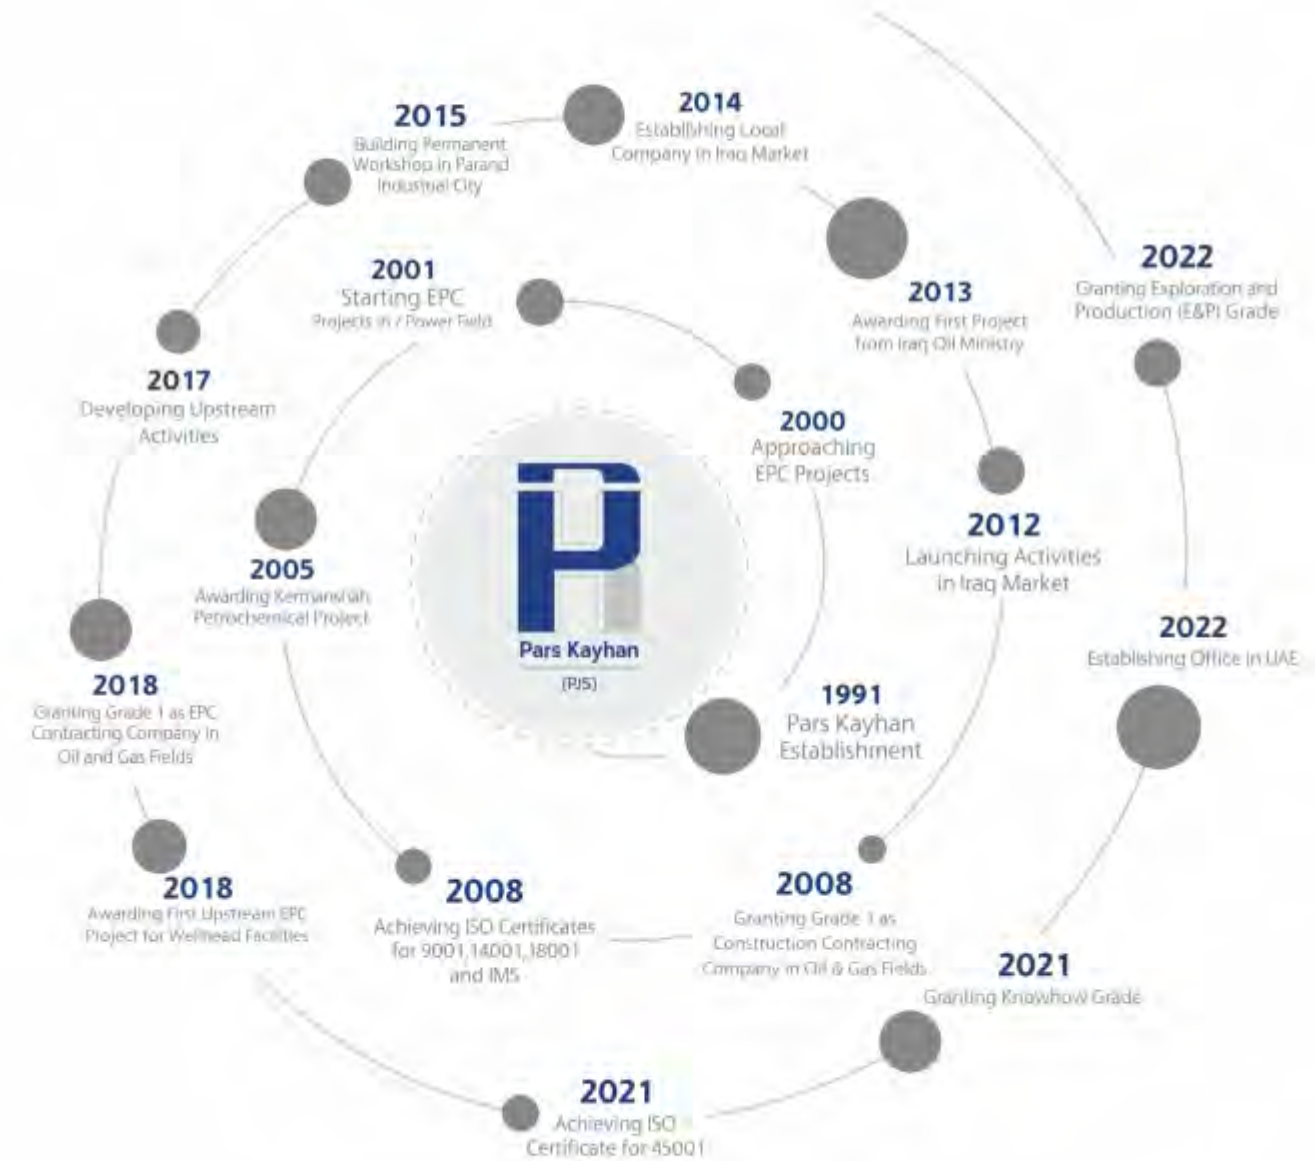 Pars Kayhan
(PJS)
1991
Pars Kayhan
Establishment
2000
Approaching
EPC Projects
2001
Starting EPC
Projects in / Power Field
2005
Awarding Kermanshah
Petrochemical Project
2008
Achieving ISO Certificates
for 9001,14001,18001
and IMS
2008
Granting Grade 1 as
Construction Contracting
Company in Oil & Gas Fields
2012
Launching Activities
in Iraq Market
2013
Awarding First Project
from Iraq Oil Ministry
2014
Establishing Local
Company in Iraq Market
2015
Building Permanent
Workshop in Parand
Industrial City
2017
Developing Upstream
Activities
2018
Granting Grade 1 as EPC
Contracting Company in
Oil and Gas Fields
2018
Awarding First Upstream EPC
Project for Wellhead Facilities
2021
Achieving ISO
Certificate for 45001
2021
Granting Knowhow Grade
2022
Establishing Office in UAE
2022
Granting Exploration and
Production (E&P) Grade